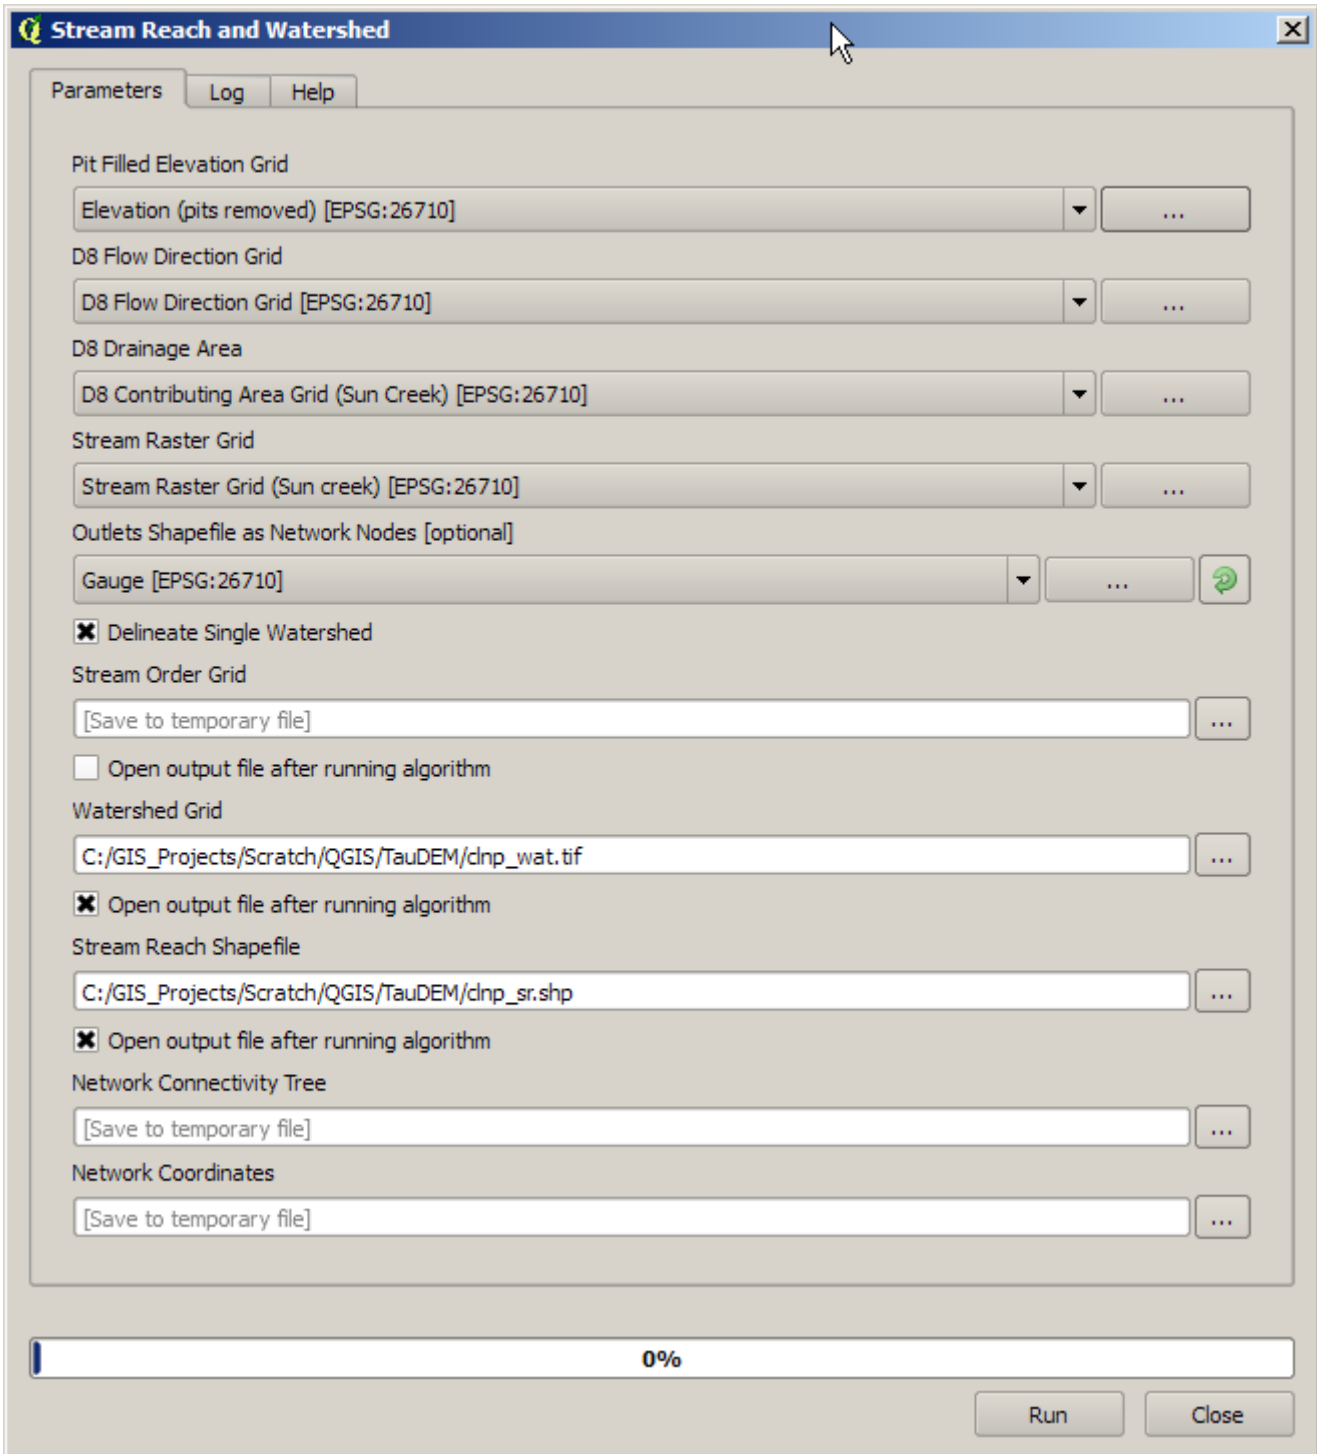 Stream Reach and Watershed
Parameters Log Help
Pit Filled Elevation Grid
Elevation (pits removed) [EPSG:26710] ...
D8 Flow Direction Grid
D8 Flow Direction Grid [EPSG:26710] ...
D8 Drainage Area
D8 Contributing Area Grid (Sun Creek) [EPSG:26710] ...
Stream Raster Grid
Stream Raster Grid (Sun creek) [EPSG:26710] ...
Outlets Shapefile as Network Nodes [optional]
Gauge [EPSG:26710] ...
Delineate Single Watershed
Stream Order Grid
[Save to temporary file] ...
Open output file after running algorithm
Watershed Grid
C:/GIS_Projects/Scratch/QGIS/TauDEM/clnp_wat.tif ...
Open output file after running algorithm
Stream Reach Shapefile
C:/GIS_Projects/Scratch/QGIS/TauDEM/clnp_sr.shp ...
Open output file after running algorithm
Network Connectivity Tree
[Save to temporary file] ...
Network Coordinates
[Save to temporary file] ...
0%
Run Close